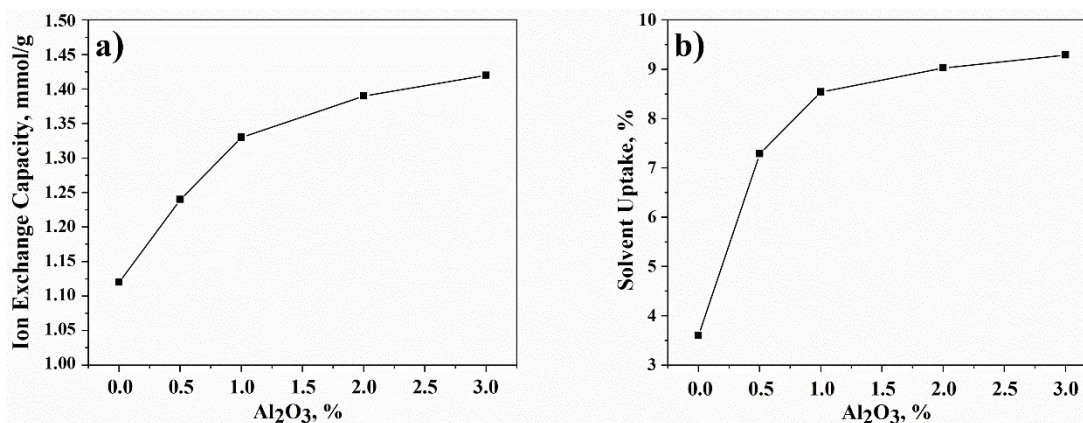 a)
Ion Exchange Capacity, mmol/g
1.50
1.45
1.40
1.35
1.30
1.25
1.20
1.15
1.10
1.05
1.00
0.0 0.5 1.0 1.5 2.0 2.5 3.0
Al₂O₃, %
b)
Solvent Uptake, %
10
9
8
7
6
5
4
3
0.0 0.5 1.0 1.5 2.0 2.5 3.0
Al₂O₃, %